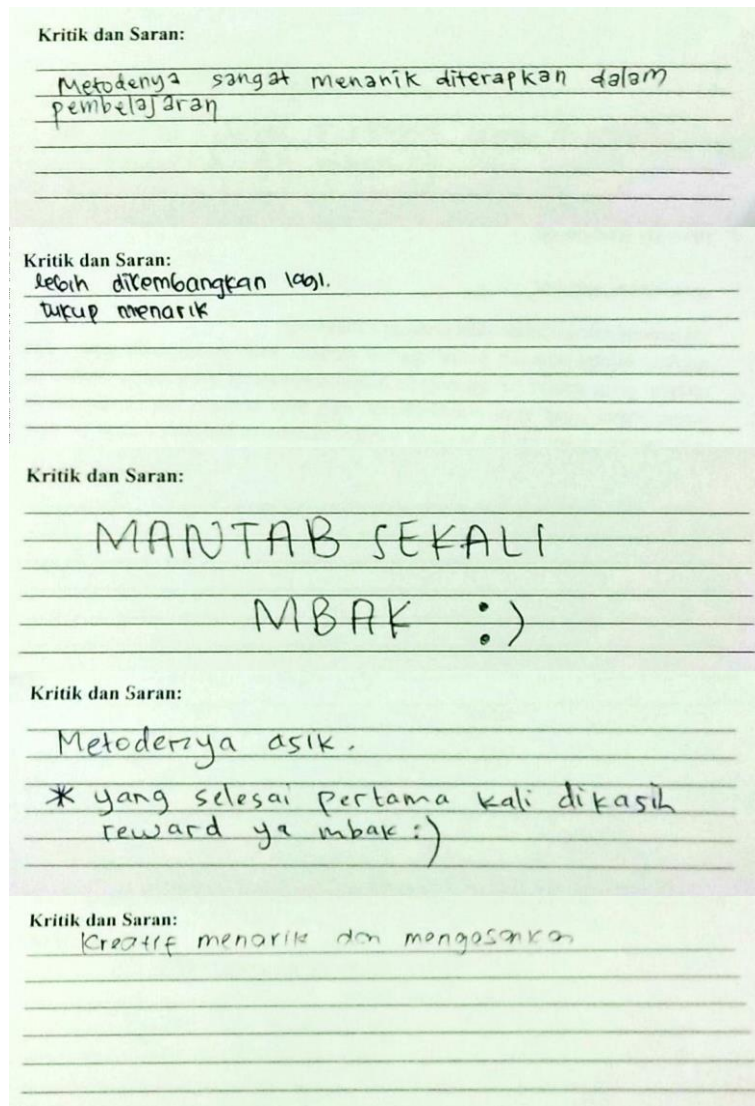 Kritik dan Saran:
Metodenya sangat menarik diterapkan dalam
pembelajaran
Kritik dan Saran:
lebih dikembangkan lagi.
cukup menarik
Kritik dan Saran:
MANTAB SEKALI
MBAK :)
Kritik dan Saran:
Metodenya asik.
* yang selesai pertama kali dikasih
reward ya mbak :)
Kritik dan Saran:
Kreatif menarik dan mengasankan